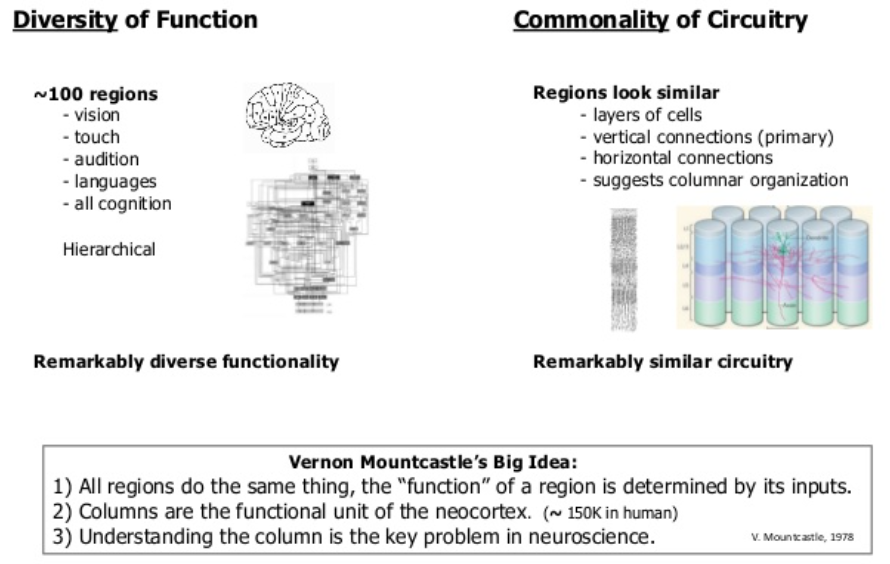 Diversity of Function
~100 regions
- vision
- touch
- audition
- languages
- all cognition
Hierarchical
Remarkably diverse functionality
Commonality of Circuitry
Regions look similar
- layers of cells
- vertical connections (primary)
- horizontal connections
- suggests columnar organization
Remarkably similar circuitry
Vernon Mountcastle's Big Idea:
1) All regions do the same thing, the “function” of a region is determined by its inputs.
2) Columns are the functional unit of the neocortex. (~ 150K in human)
3) Understanding the column is the key problem in neuroscience.
V. Mountcastle, 1978